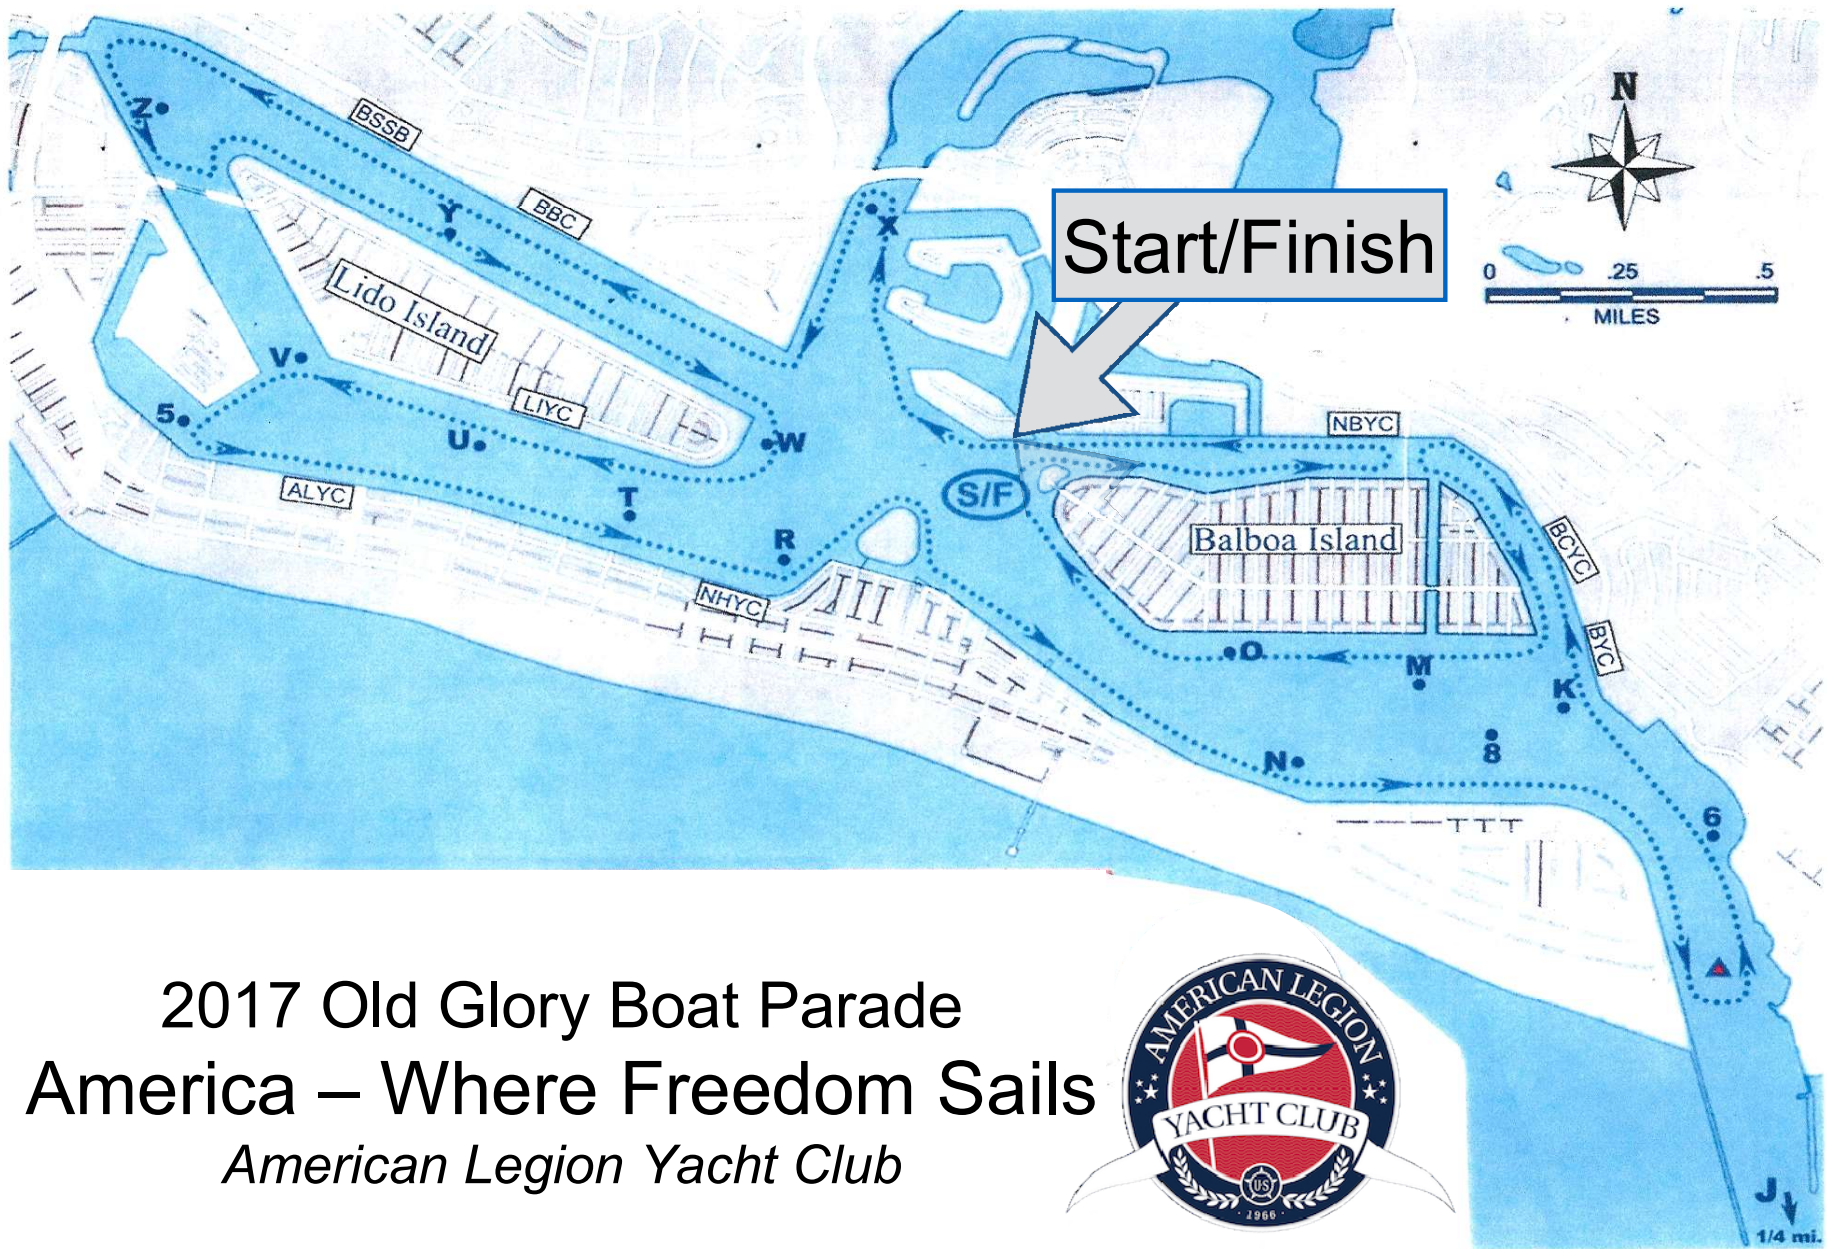 N
Z
BSSB
BBC
Y
X
Start/Finish
0 .25 .5
MILES
Lido Island
V
LIYC
5
U
W
NBYC
ALYC
T
S/F
R
Balboa Island
BCYC
NHYC
BYC
O
M
K
N
8
6
2017 Old Glory Boat Parade
America – Where Freedom Sails
American Legion Yacht Club
AMERICAN LEGION
YACHT CLUB
US
1966
J
1/4 mi.